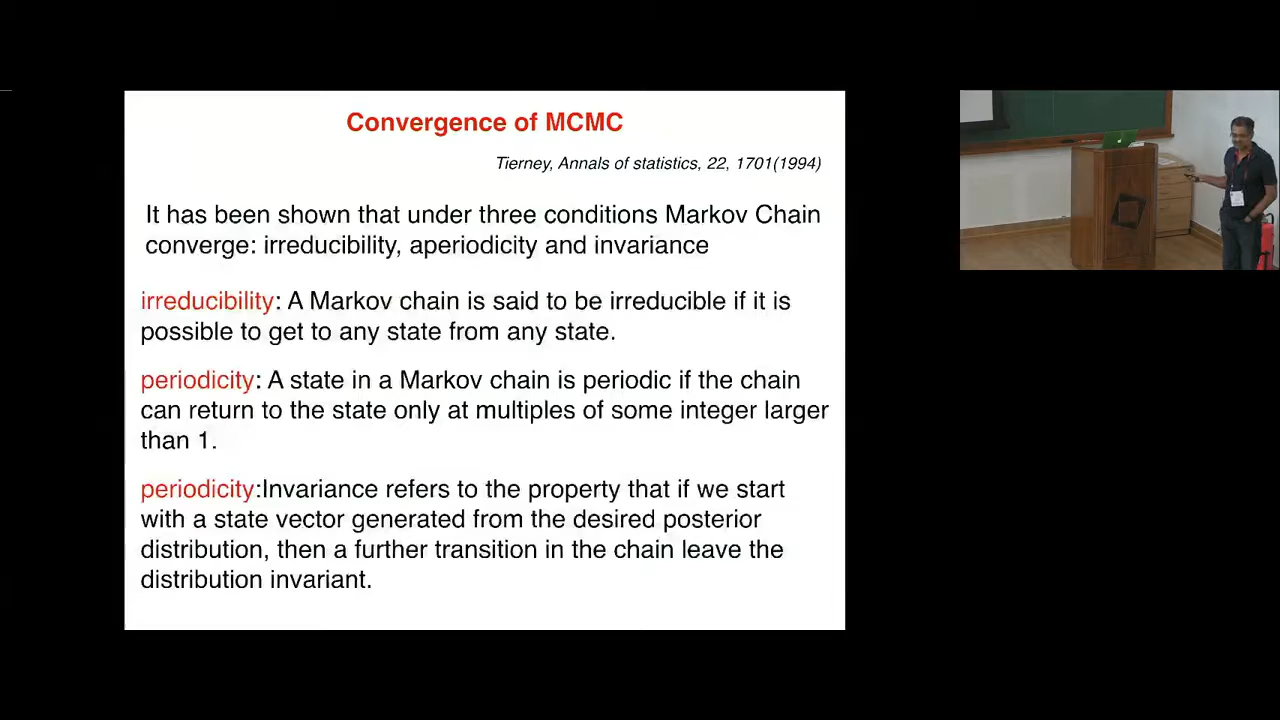 Convergence of MCMC
Tierney, Annals of statistics, 22, 1701(1994)
It has been shown that under three conditions Markov Chain
converge: irreducibility, aperiodicity and invariance
irreducibility: A Markov chain is said to be irreducible if it is
possible to get to any state from any state.
periodicity: A state in a Markov chain is periodic if the chain
can return to the state only at multiples of some integer larger
than 1.
periodicity:Invariance refers to the property that if we start
with a state vector generated from the desired posterior
distribution, then a further transition in the chain leave the
distribution invariant.